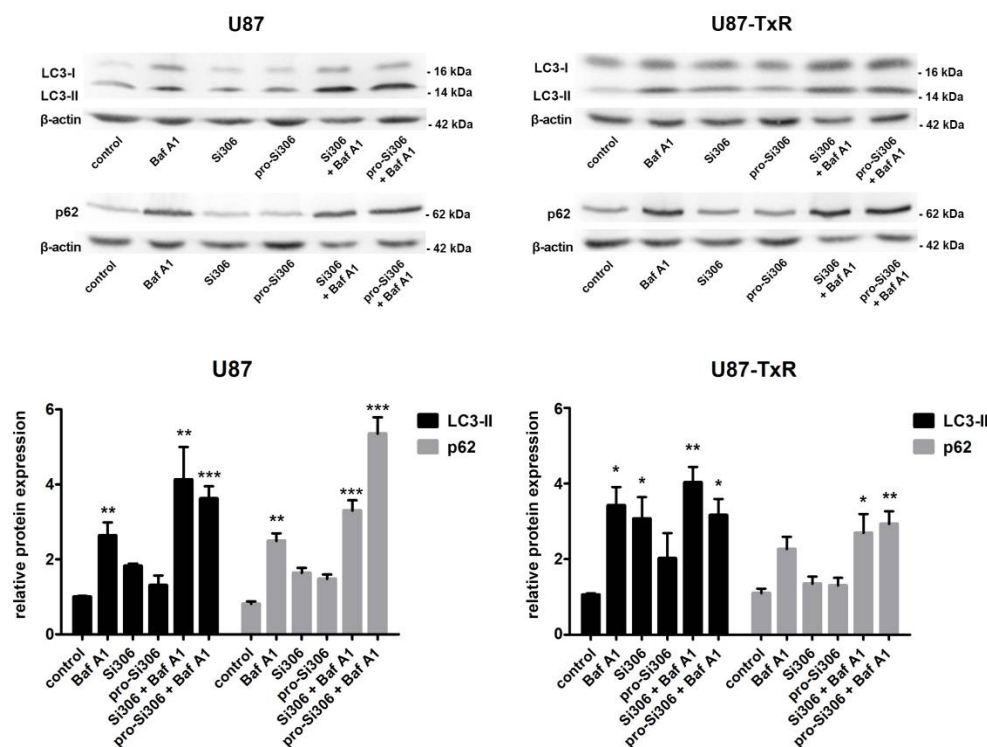 U87
LC3-I
LC3-II
β-actin
- 16 kDa
- 14 kDa
- 42 kDa
control
Baf A1
Si306
pro-Si306
Si306
+ Baf A1
pro-Si306
+ Baf A1
p62
β-actin
- 62 kDa
- 42 kDa
control
Baf A1
Si306
pro-Si306
Si306
+ Baf A1
pro-Si306
+ Baf A1
U87-TxR
LC3-I
LC3-II
β-actin
- 16 kDa
- 14 kDa
- 42 kDa
control
Baf A1
Si306
pro-Si306
Si306
+ Baf A1
pro-Si306
+ Baf A1
p62
β-actin
- 62 kDa
- 42 kDa
control
Baf A1
Si306
pro-Si306
Si306
+ Baf A1
pro-Si306
+ Baf A1
U87
relative protein expression
6
4
2
0
** ** *** ** *** ***
LC3-II
p62
control
Baf A1
Si306
pro-Si306
Si306 + Baf A1
pro-Si306 + Baf A1
control
Baf A1
Si306
pro-Si306
Si306 + Baf A1
pro-Si306 + Baf A1
U87-TxR
relative protein expression
6
4
2
0
* * ** * * **
LC3-II
p62
control
Baf A1
Si306
pro-Si306
Si306 + Baf A1
pro-Si306 + Baf A1
control
Baf A1
Si306
pro-Si306
Si306 + Baf A1
pro-Si306 + Baf A1